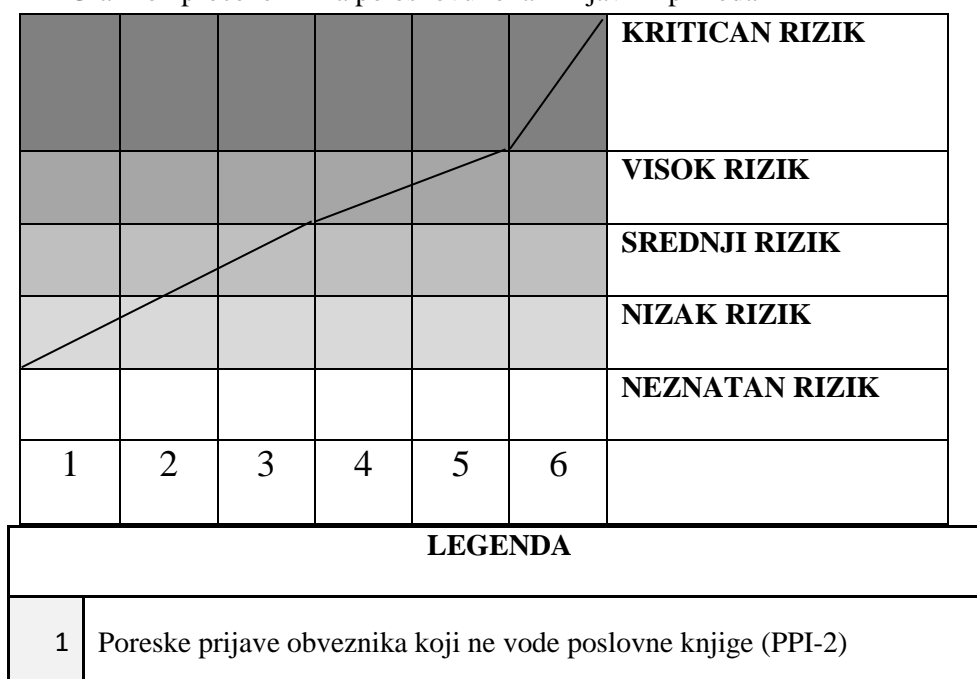 KRITICAN RIZIK
VISOK RIZIK
SREDNJI RIZIK
NIZAK RIZIK
NEZNATAN RIZIK
1 2 3 4 5 6
LEGENDA
1 Poreske prijave obveznika koji ne vode poslovne knjige (PPI-2)